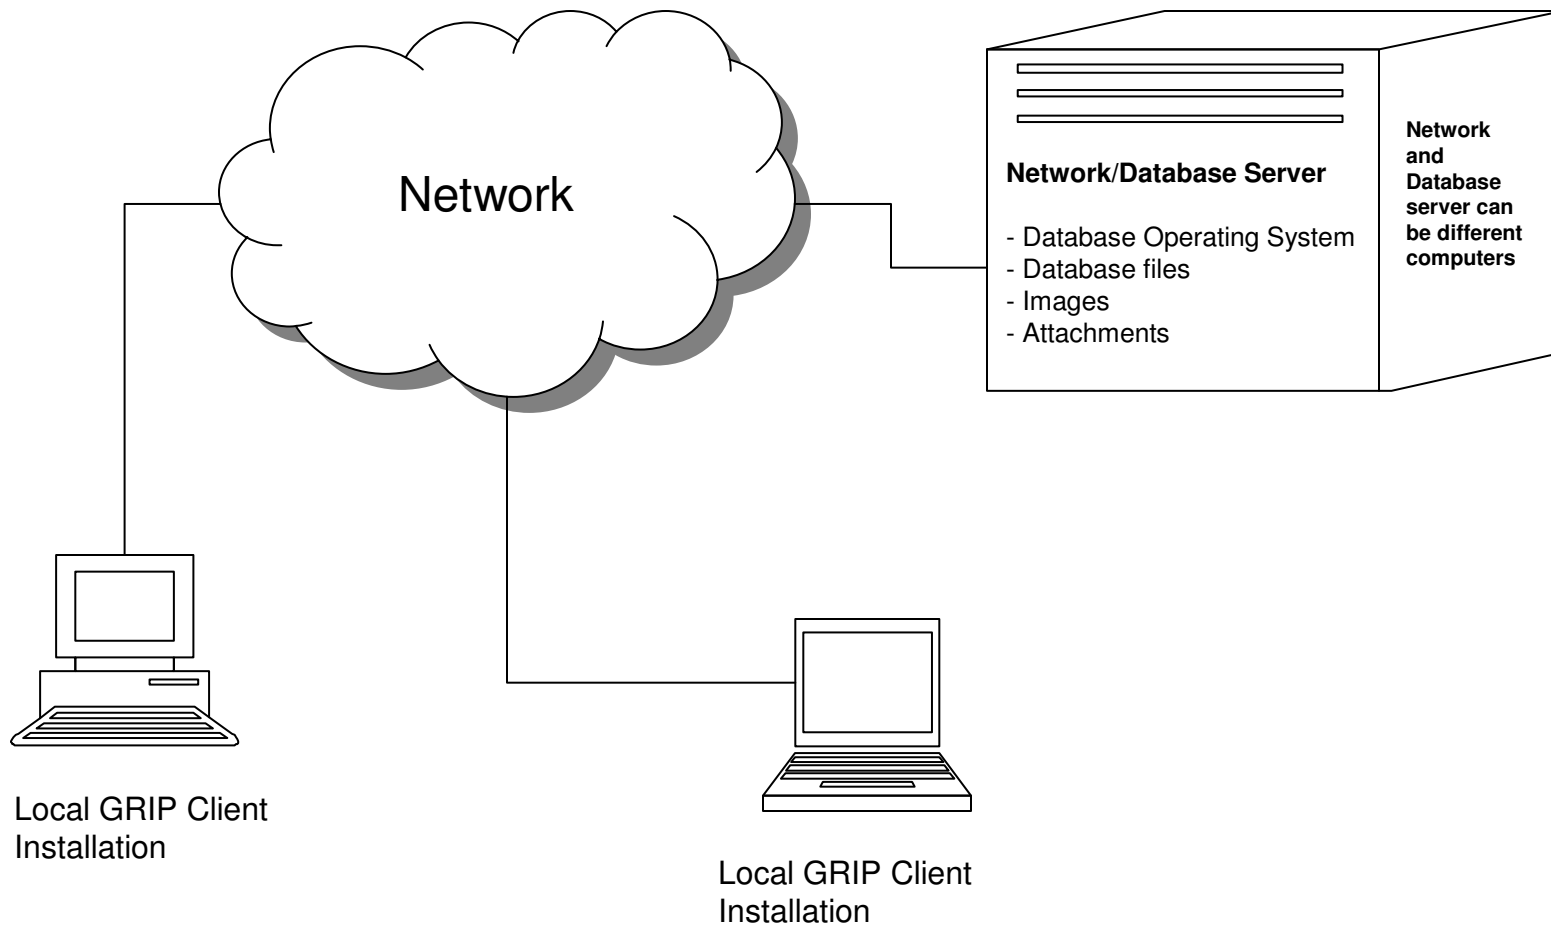 Network
Network/Database Server
- Database Operating System
- Database files
- Images
- Attachments
Network
and
Database
server can
be different
computers
Local GRIP Client
Installation
Local GRIP Client
Installation